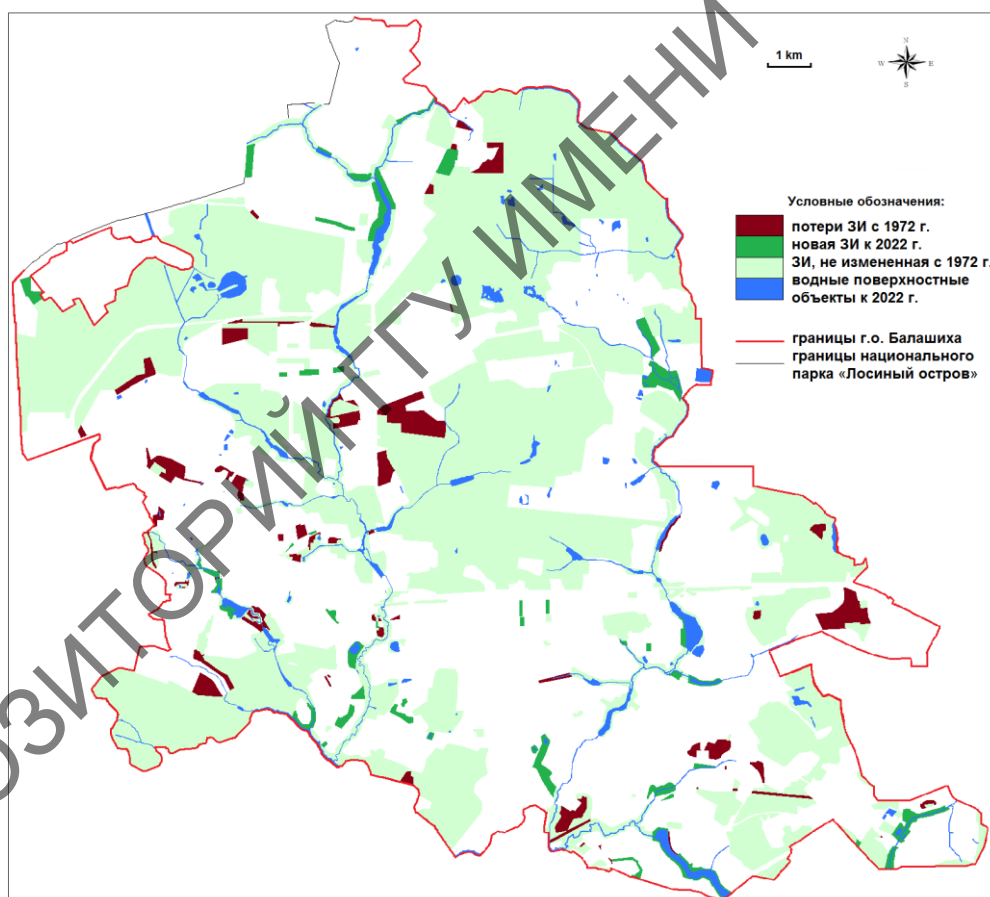 1 km
N
W E
S
Условные обозначения:
потери ЗИ с 1972 г.
новая ЗИ к 2022 г.
ЗИ, не измененная с 1972 г.
водные поверхностные
объекты к 2022 г.
границы г.о. Балашиха
границы национального
парка «Лосиный остров»
ОЗИТОРИЙ ГГУ ИМЕНИ